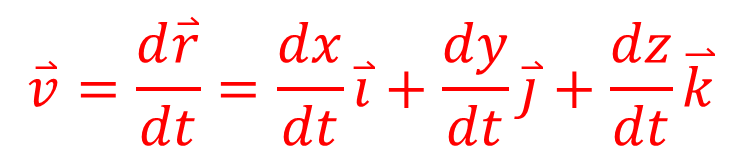 v⃗ = dr⃗/dt = dx/dt ı⃗ + dy/dt ȷ⃗ + dz/dt k⃗